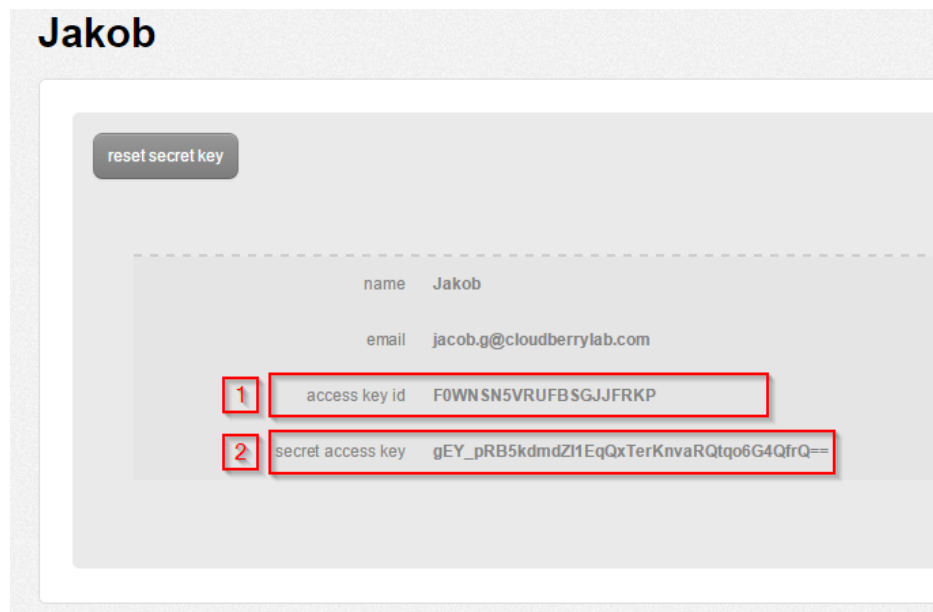 Jakob
reset secret key
name Jakob
email jacob.g@cloudberrylab.com
1 access key id F0WNSN5VRUFBSGJJFRKP
2 secret access key